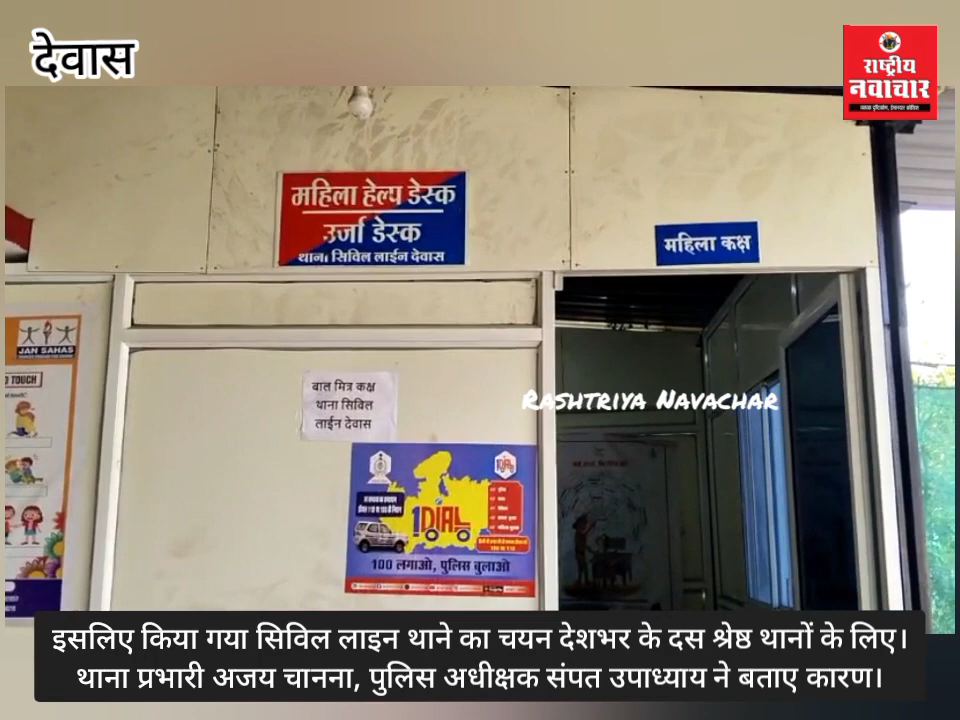 देवास
राष्ट्रीय
नवाचार
महिला हेल्प डेस्क
उर्जा डेस्क
थाना सिविल लाईन देवास
महिला कक्ष
JAN SAHAS
TOUCH
बाल मित्र कक्ष
थाना सिविल
लाईन देवास
RASHTRIYA NAVACHAR
DIAL
100 लगाओ, पुलिस बुलाओ
इसलिए किया गया सिविल लाइन थाने का चयन देशभर के दस श्रेष्ठ थानों के लिए।
थाना प्रभारी अजय चानना, पुलिस अधीक्षक संपत उपाध्याय ने बताए कारण।